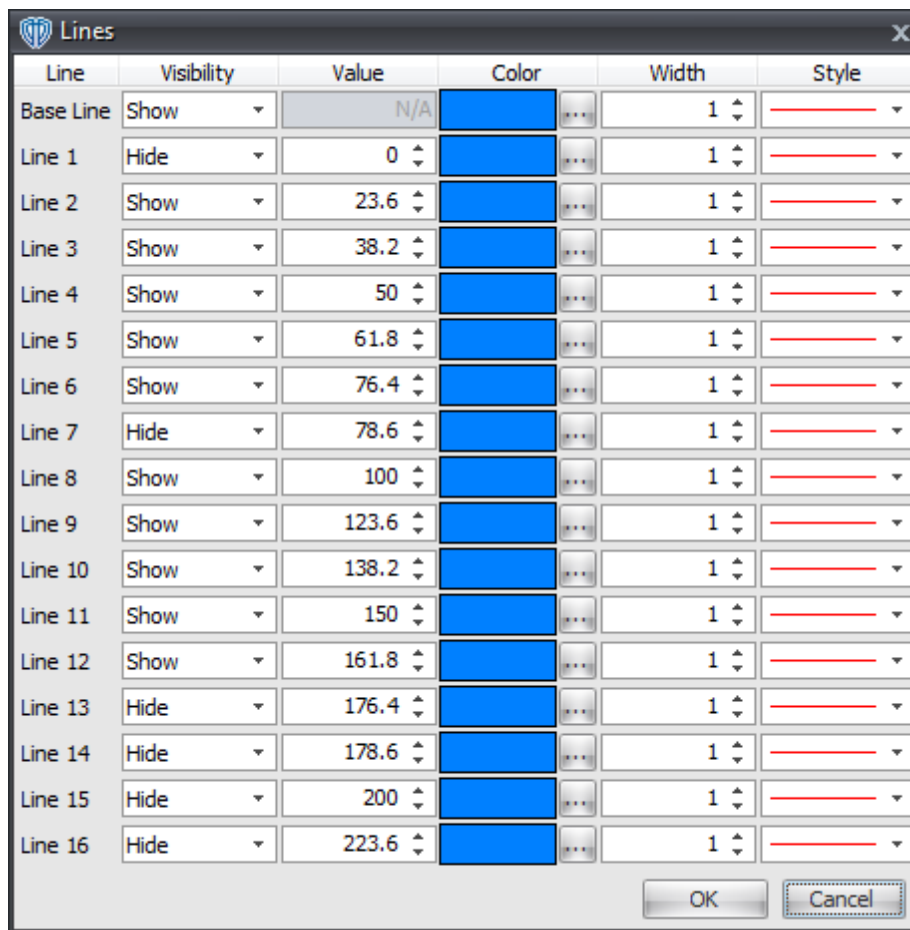 Lines
Line Visibility Value Color Width Style
Base Line Show N/A ... 1
Line 1 Hide 0 ... 1
Line 2 Show 23.6 ... 1
Line 3 Show 38.2 ... 1
Line 4 Show 50 ... 1
Line 5 Show 61.8 ... 1
Line 6 Show 76.4 ... 1
Line 7 Hide 78.6 ... 1
Line 8 Show 100 ... 1
Line 9 Show 123.6 ... 1
Line 10 Show 138.2 ... 1
Line 11 Show 150 ... 1
Line 12 Show 161.8 ... 1
Line 13 Hide 176.4 ... 1
Line 14 Hide 178.6 ... 1
Line 15 Hide 200 ... 1
Line 16 Hide 223.6 ... 1
OK Cancel